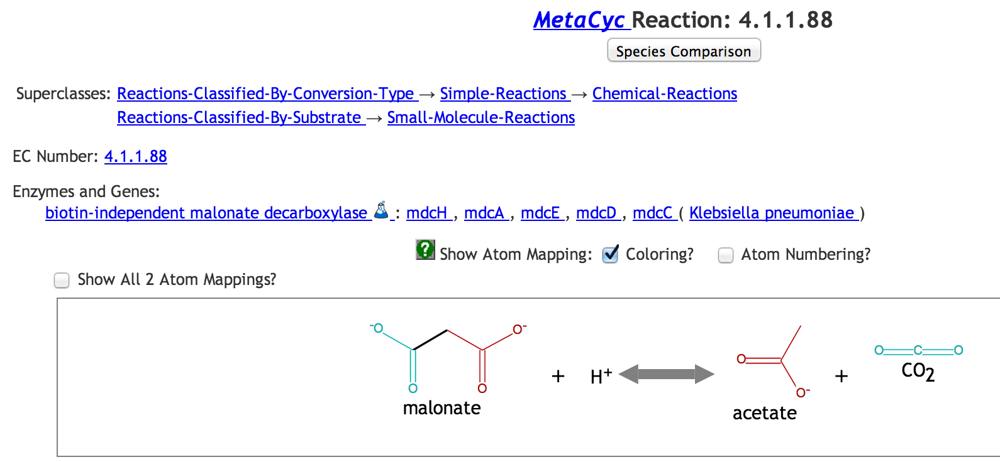 MetaCyc Reaction: 4.1.1.88
Species Comparison
Superclasses: Reactions-Classified-By-Conversion-Type → Simple-Reactions → Chemical-Reactions
Reactions-Classified-By-Substrate → Small-Molecule-Reactions
EC Number: 4.1.1.88
Enzymes and Genes:
biotin-independent malonate decarboxylase : mdcH , mdcA , mdcE , mdcD , mdcC ( Klebsiella pneumoniae )
? Show Atom Mapping: Coloring? Atom Numbering?
Show All 2 Atom Mappings?
⁻O O⁻ O C O
O CO₂
+ H⁺ +
O O O⁻
malonate acetate